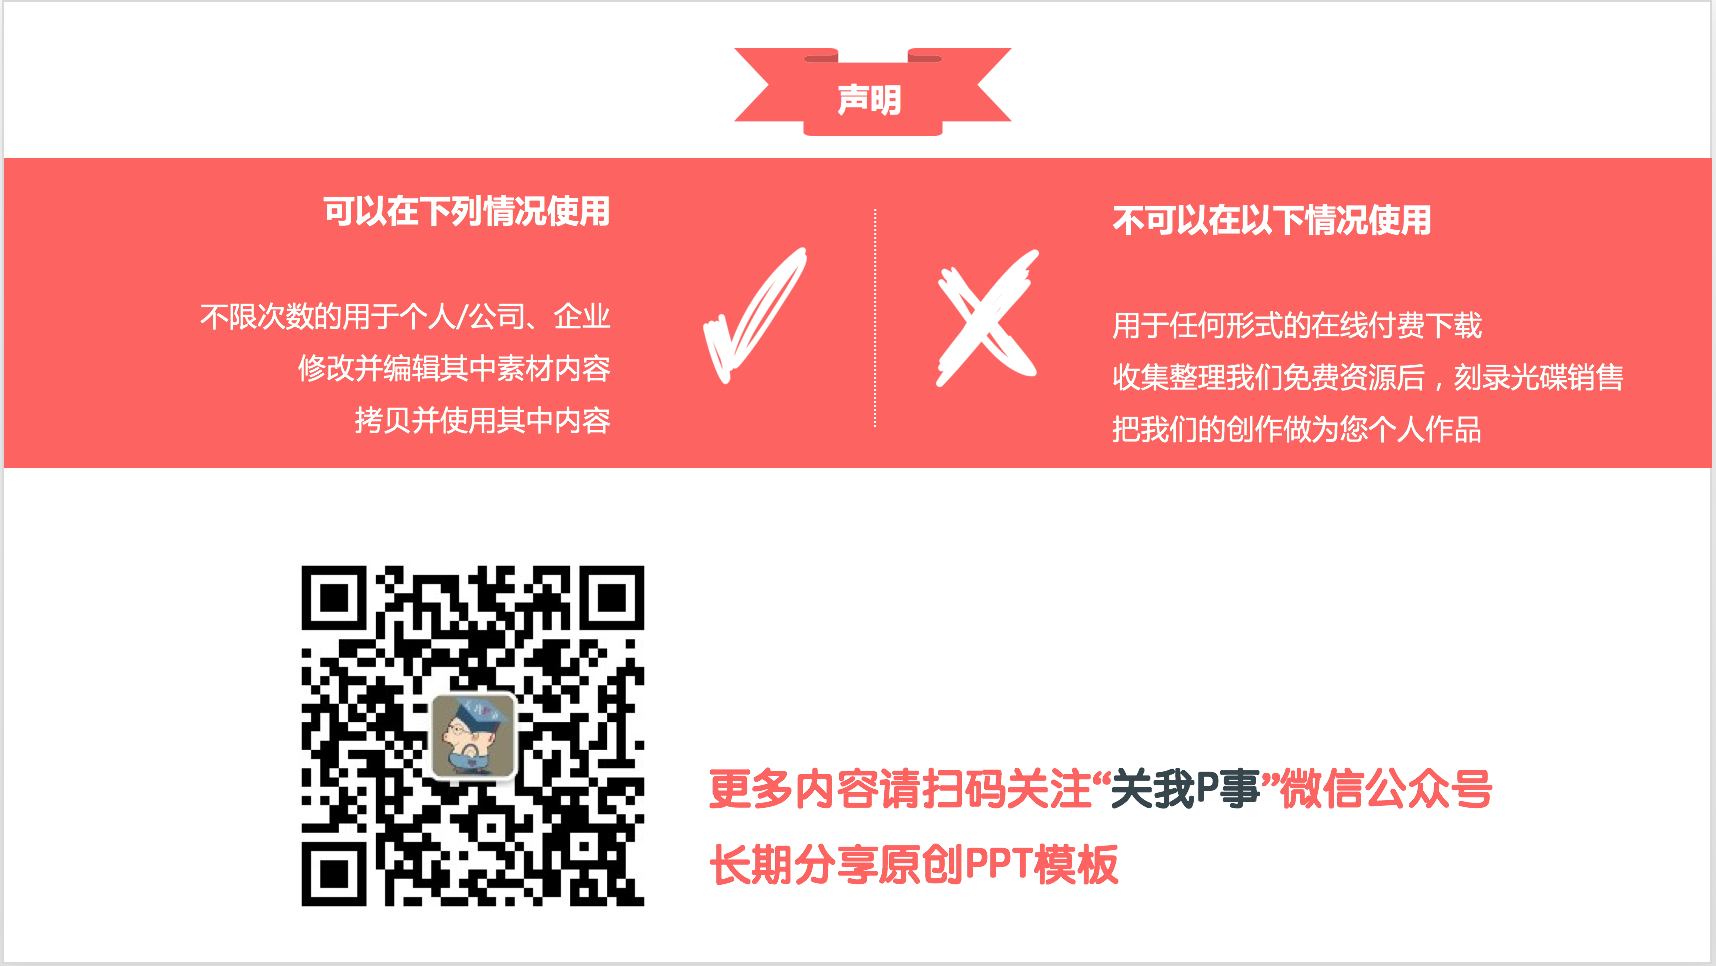 声明
可以在下列情况使用
不限次数的用于个人/公司、企业
修改并编辑其中素材内容
拷贝并使用其中内容
不可以在以下情况使用
用于任何形式的在线付费下载
收集整理我们免费资源后，刻录光碟销售
把我们的创作做为您个人作品
更多内容请扫码关注“关我P事”微信公众号
长期分享原创PPT模板